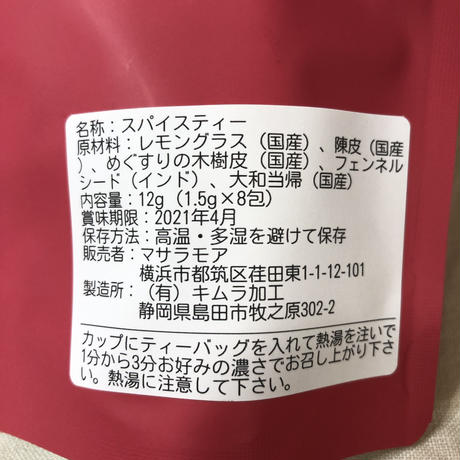 名称：スパイスティー
原材料：レモングラス（国産）、陳皮（国産
）、めぐすりの木樹皮（国産）、フェンネル
シード（インド）、大和当帰（国産）
内容量：12g（1.5g×8包）
賞味期限：2021年4月
保存方法：高温・多湿を避けて保存
販売者：マサラモア
横浜市都筑区荏田東1-1-12-101
製造所：（有）キムラ加工
静岡県島田市牧之原302-2
カップにティーバッグを入れて熱湯を注いで
1分から3分お好みの濃さでお召し上がり下さ
い。熱湯に注意して下さい。